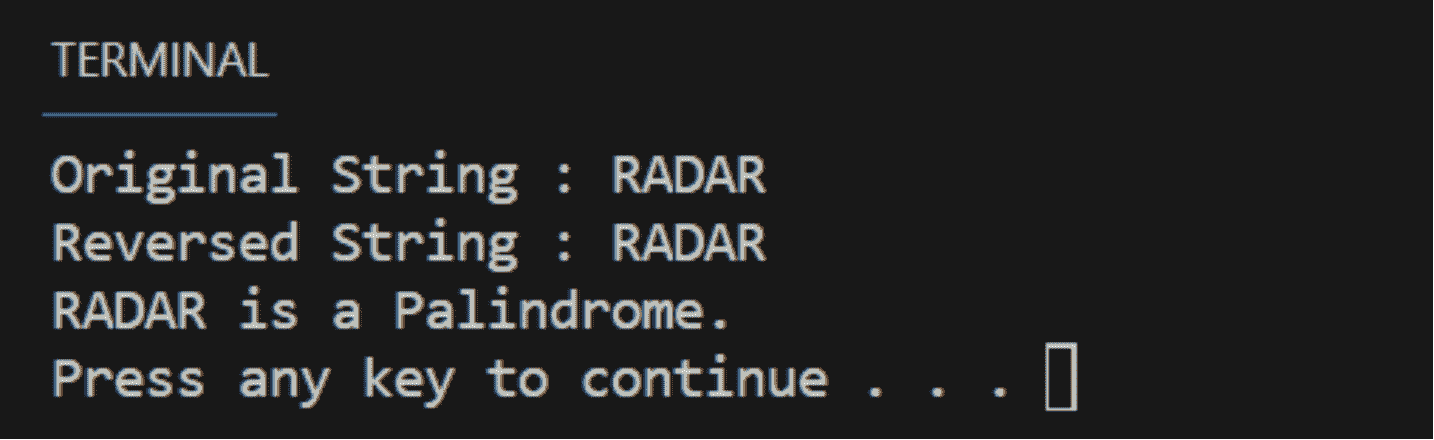 TERMINAL
Original String : RADAR
Reversed String : RADAR
RADAR is a Palindrome.
Press any key to continue . . .